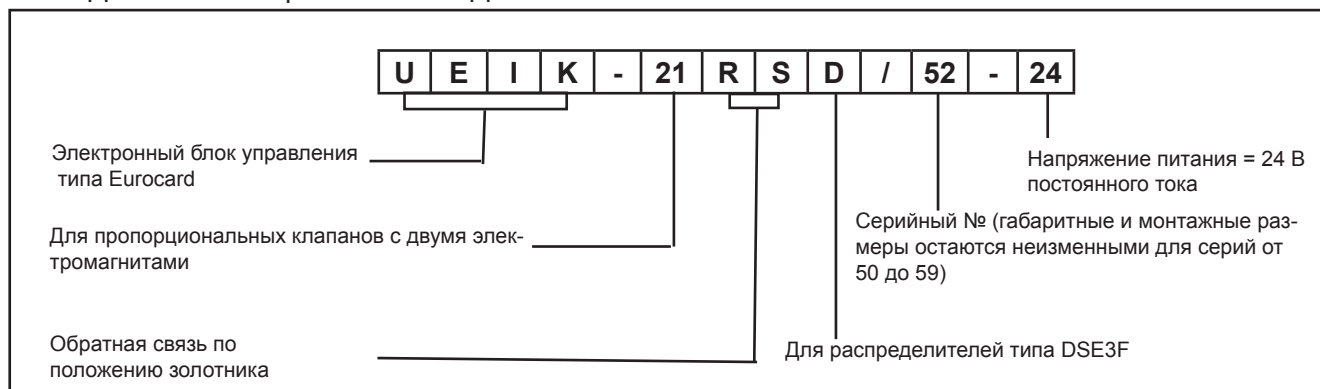 U E I K - 21 R S D / 52 - 24
Электронный блок управления
типа Eurocard
Напряжение питания = 24 В
постоянного тока
Для пропорциональных клапанов с двумя элек-
тромагнитами
Серийный № (габаритные и монтажные раз-
меры остаются неизменными для серий от
50 до 59)
Обратная связь по
положению золотника
Для распределителей типа DSE3F